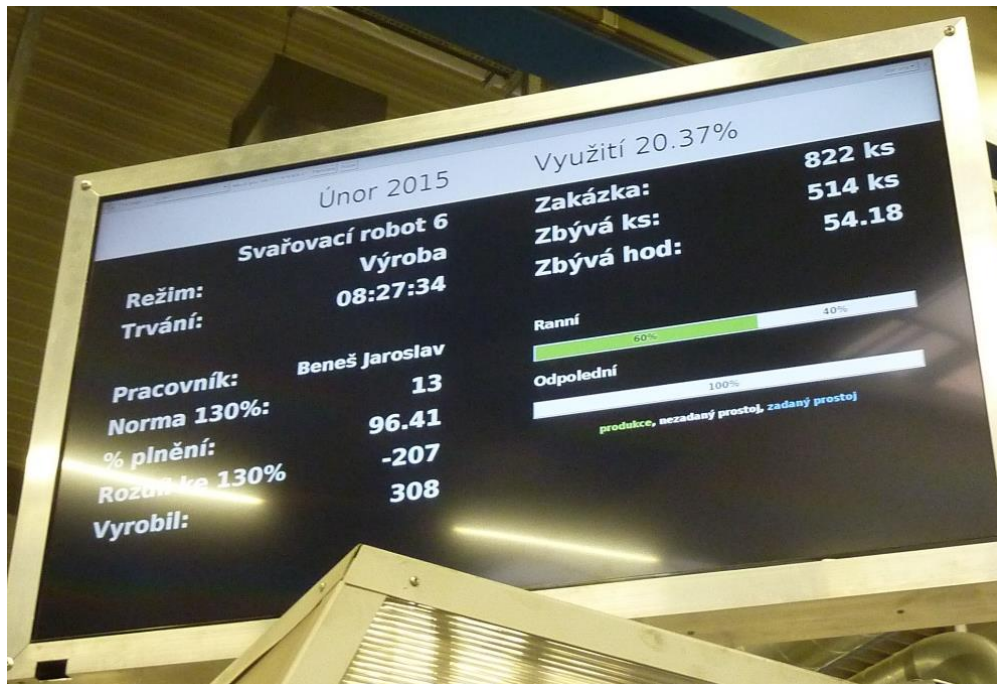 Únor 2015
Využití 20.37%
Svařovací robot 6
Režim: Výroba
Trvání: 08:27:34
Pracovník: Beneš Jaroslav
Norma 130%: 13
% plnění: 96.41
ke 130% -207
Vyrobil: 308
Zakázka: 822 ks
Zbývá ks: 514 ks
Zbývá hod: 54.18
Ranní
60% 40%
Odpolední
100%
produkce, nezadaný prostoj, zadaný prostoj